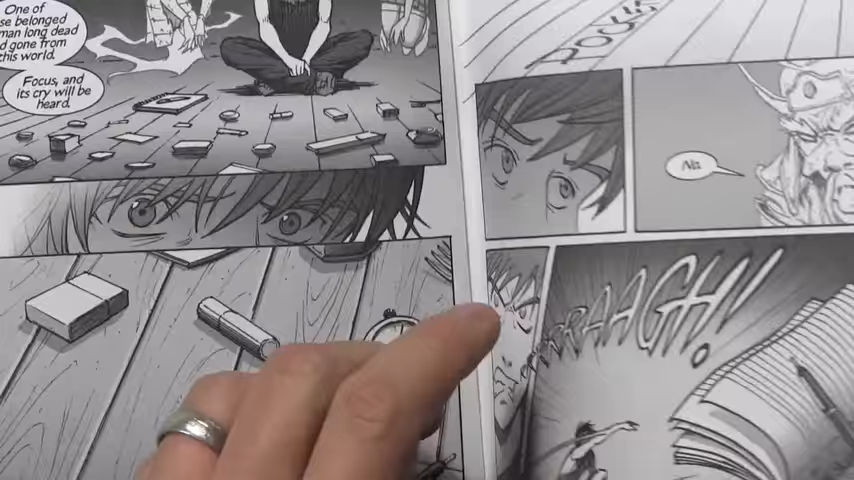 One of
se belonged
man long dead
d gone from
this world.
Focus, and
its cry will be
heard.
No.
RRAAGH!